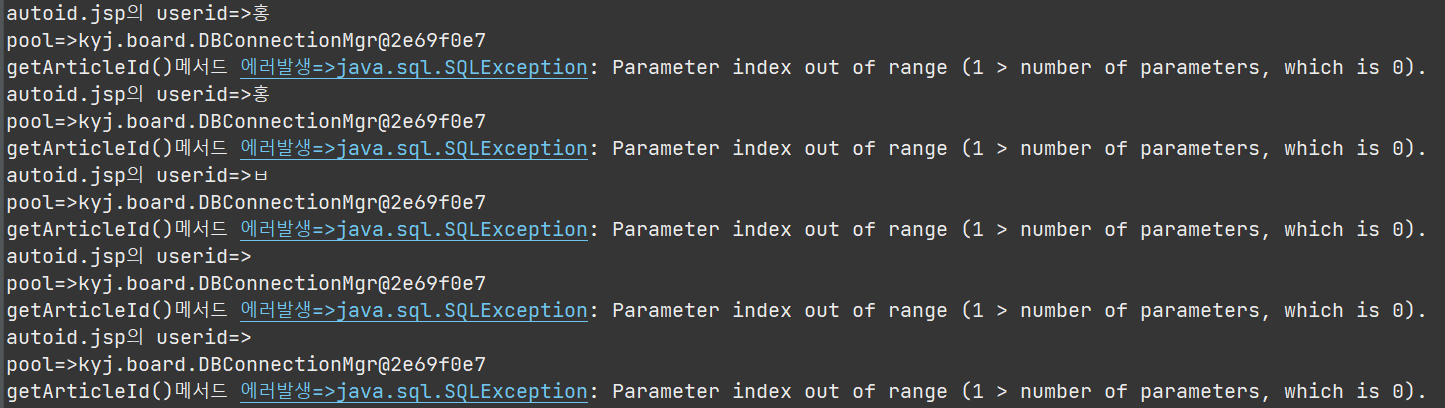 autoid.jsp의 userid=>홍
pool=>kyj.board.DBConnectionMgr@2e69f0e7
getArticleId()메서드 에러발생=>java.sql.SQLException: Parameter index out of range (1 > number of parameters, which is 0).
autoid.jsp의 userid=>홍
pool=>kyj.board.DBConnectionMgr@2e69f0e7
getArticleId()메서드 에러발생=>java.sql.SQLException: Parameter index out of range (1 > number of parameters, which is 0).
autoid.jsp의 userid=>ㅂ
pool=>kyj.board.DBConnectionMgr@2e69f0e7
getArticleId()메서드 에러발생=>java.sql.SQLException: Parameter index out of range (1 > number of parameters, which is 0).
autoid.jsp의 userid=>
pool=>kyj.board.DBConnectionMgr@2e69f0e7
getArticleId()메서드 에러발생=>java.sql.SQLException: Parameter index out of range (1 > number of parameters, which is 0).
autoid.jsp의 userid=>
pool=>kyj.board.DBConnectionMgr@2e69f0e7
getArticleId()메서드 에러발생=>java.sql.SQLException: Parameter index out of range (1 > number of parameters, which is 0).